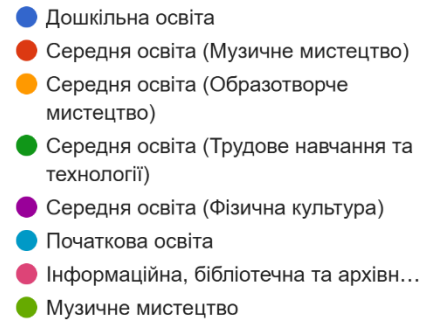 Дошкільна освіта
Середня освіта (Музичне мистецтво)
Середня освіта (Образотворче
мистецтво)
Середня освіта (Трудове навчання та
технології)
Середня освіта (Фізична культура)
Початкова освіта
Інформаційна, бібліотечна та архівн…
Музичне мистецтво